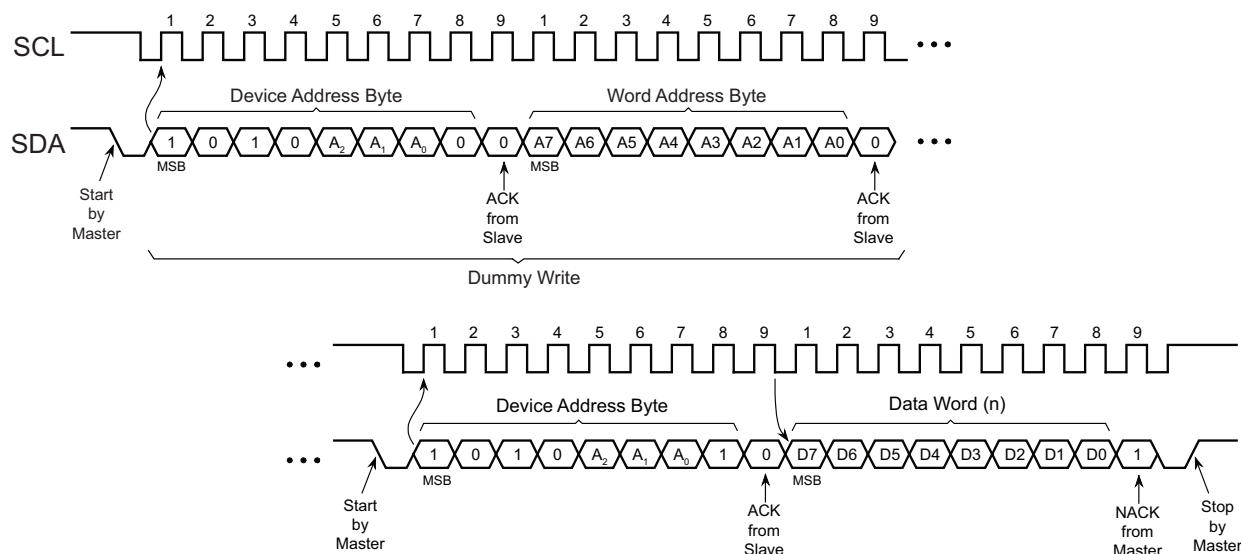 1 2 3 4 5 6 7 8 9 1 2 3 4 5 6 7 8 9
SCL
Device Address Byte Word Address Byte
SDA 1 0 1 0 A₂ A₁ A₀ 0 0 A7 A6 A5 A4 A3 A2 A1 A0 0
MSB MSB
Start
by
Master
ACK
from
Slave
ACK
from
Slave
Dummy Write
1 2 3 4 5 6 7 8 9 1 2 3 4 5 6 7 8 9
Device Address Byte Data Word (n)
1 0 1 0 A₂ A₁ A₀ 1 0 D7 D6 D5 D4 D3 D2 D1 D0 1
MSB MSB
Start
by
Master
ACK
from
Slave
NACK
from
Master
Stop
by
Master